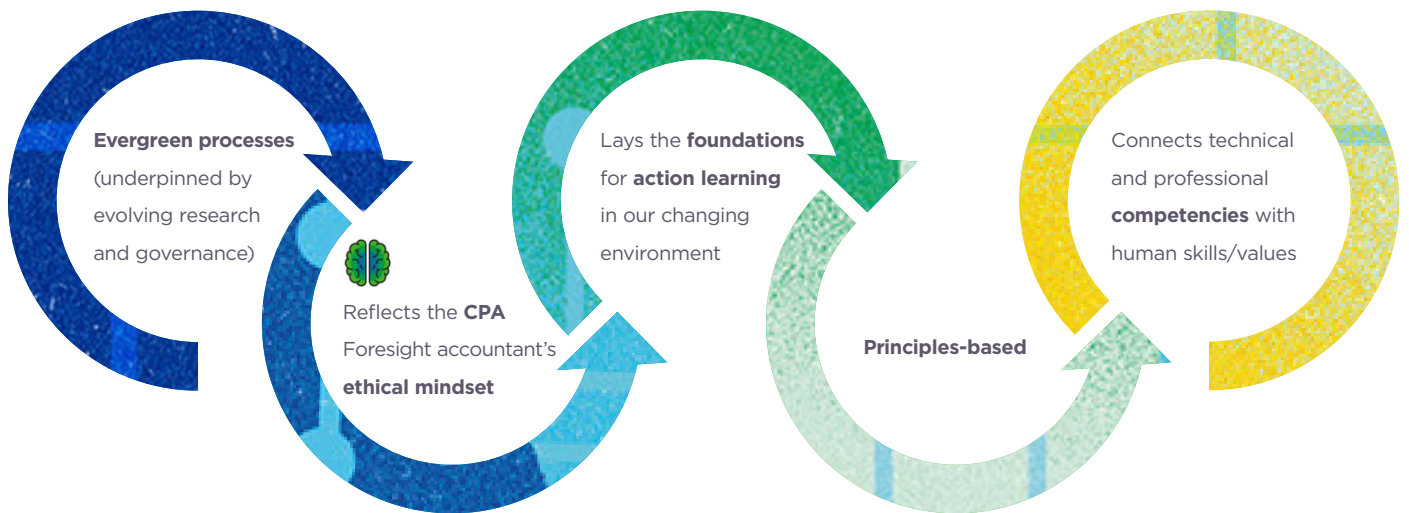 Evergreen processes
(underpinned by
evolving research
and governance)
Reflects the CPA
Foresight accountant’s
ethical mindset
Lays the foundations
for action learning
in our changing
environment
Principles-based
Connects technical
and professional
competencies with
human skills/values